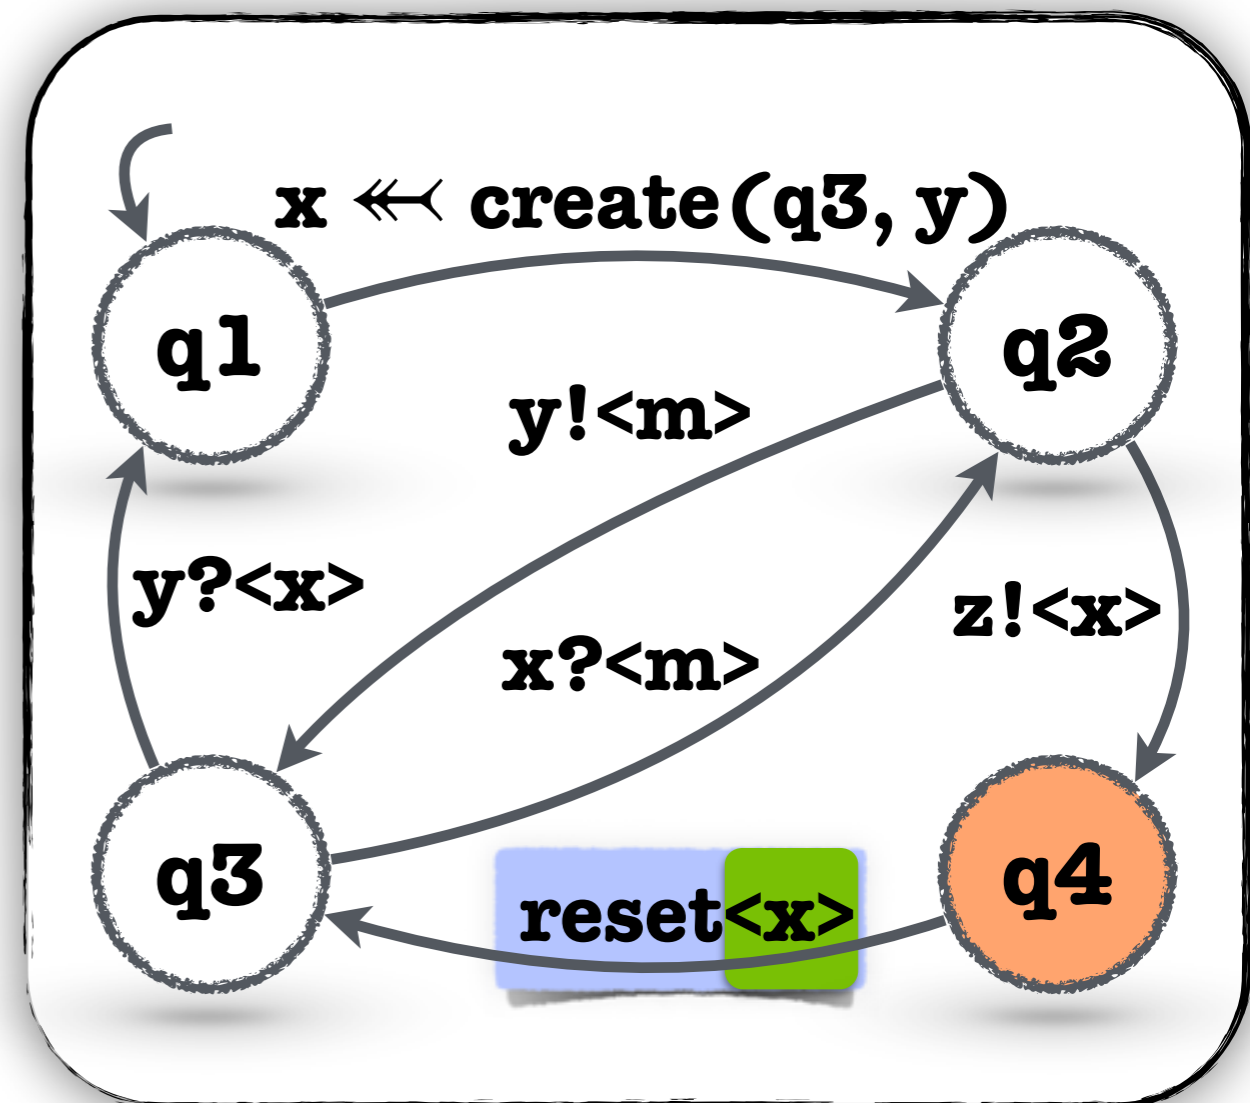 x ⬻ create(q3,y)
q1
q2
y!<m>
y?<x>
z!<x>
x?<m>
q3
reset<x>
q4